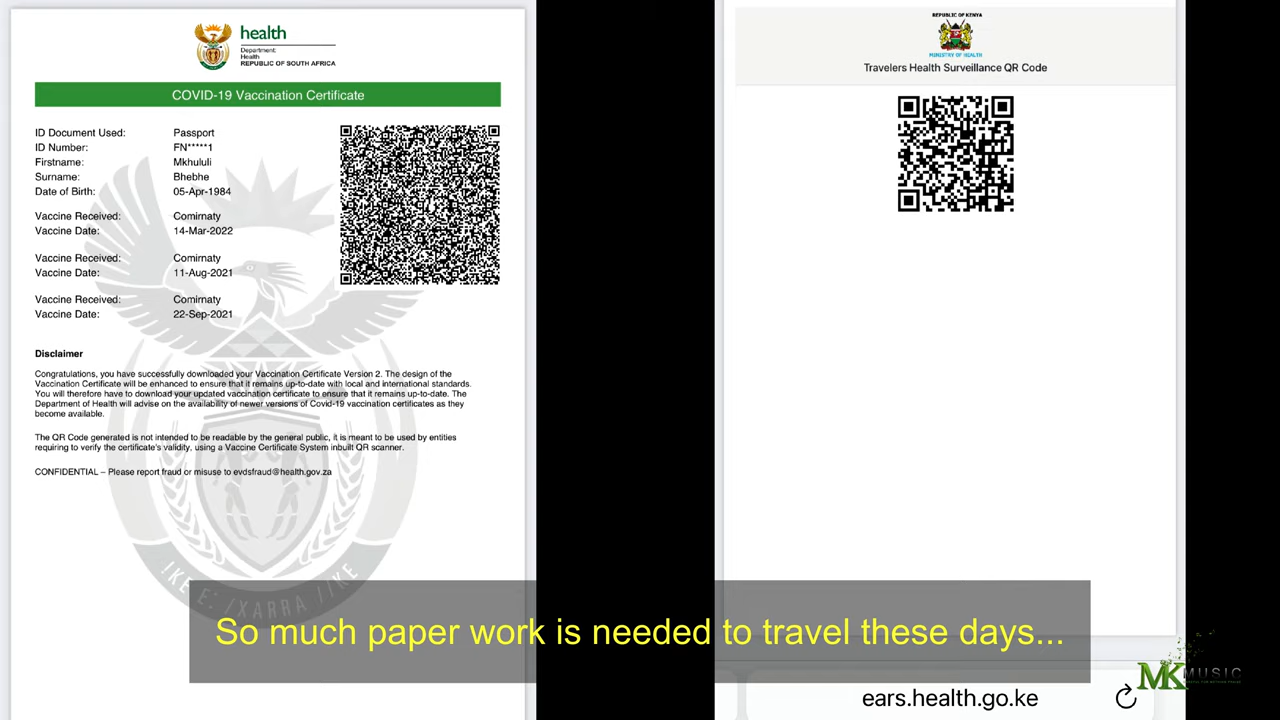 health
Department:
Health
REPUBLIC OF SOUTH AFRICA
COVID-19 Vaccination Certificate
ID Document Used: Passport
ID Number: FN*****1
Firstname: Mkhululi
Surname: Bhebhe
Date of Birth: 05-Apr-1984
Vaccine Received: Comirnaty
Vaccine Date: 14-Mar-2022
Vaccine Received: Comirnaty
Vaccine Date: 11-Aug-2021
Vaccine Received: Comirnaty
Vaccine Date: 22-Sep-2021
Disclaimer
Congratulations, you have successfully downloaded your Vaccination Certificate Version 2. The design of the
Vaccination Certificate will be enhanced to ensure that it remains up-to-date with local and international standards.
You will therefore have to download your updated vaccination certificate to ensure that it remains up-to-date. The
Department of Health will advise on the availability of newer versions of Covid-19 vaccination certificates as they
become available.
The QR Code generated is not intended to be readable by the general public, it is meant to be used by entities
requiring to verify the certificate's validity, using a Vaccine Certificate System inbuilt QR scanner.
CONFIDENTIAL – Please report fraud or misuse to evdsfraud@health.gov.za
REPUBLIC OF KENYA
MINISTRY OF HEALTH
Travelers Health Surveillance QR Code
So much paper work is needed to travel these days...
MK MUSIC
ears.health.go.ke